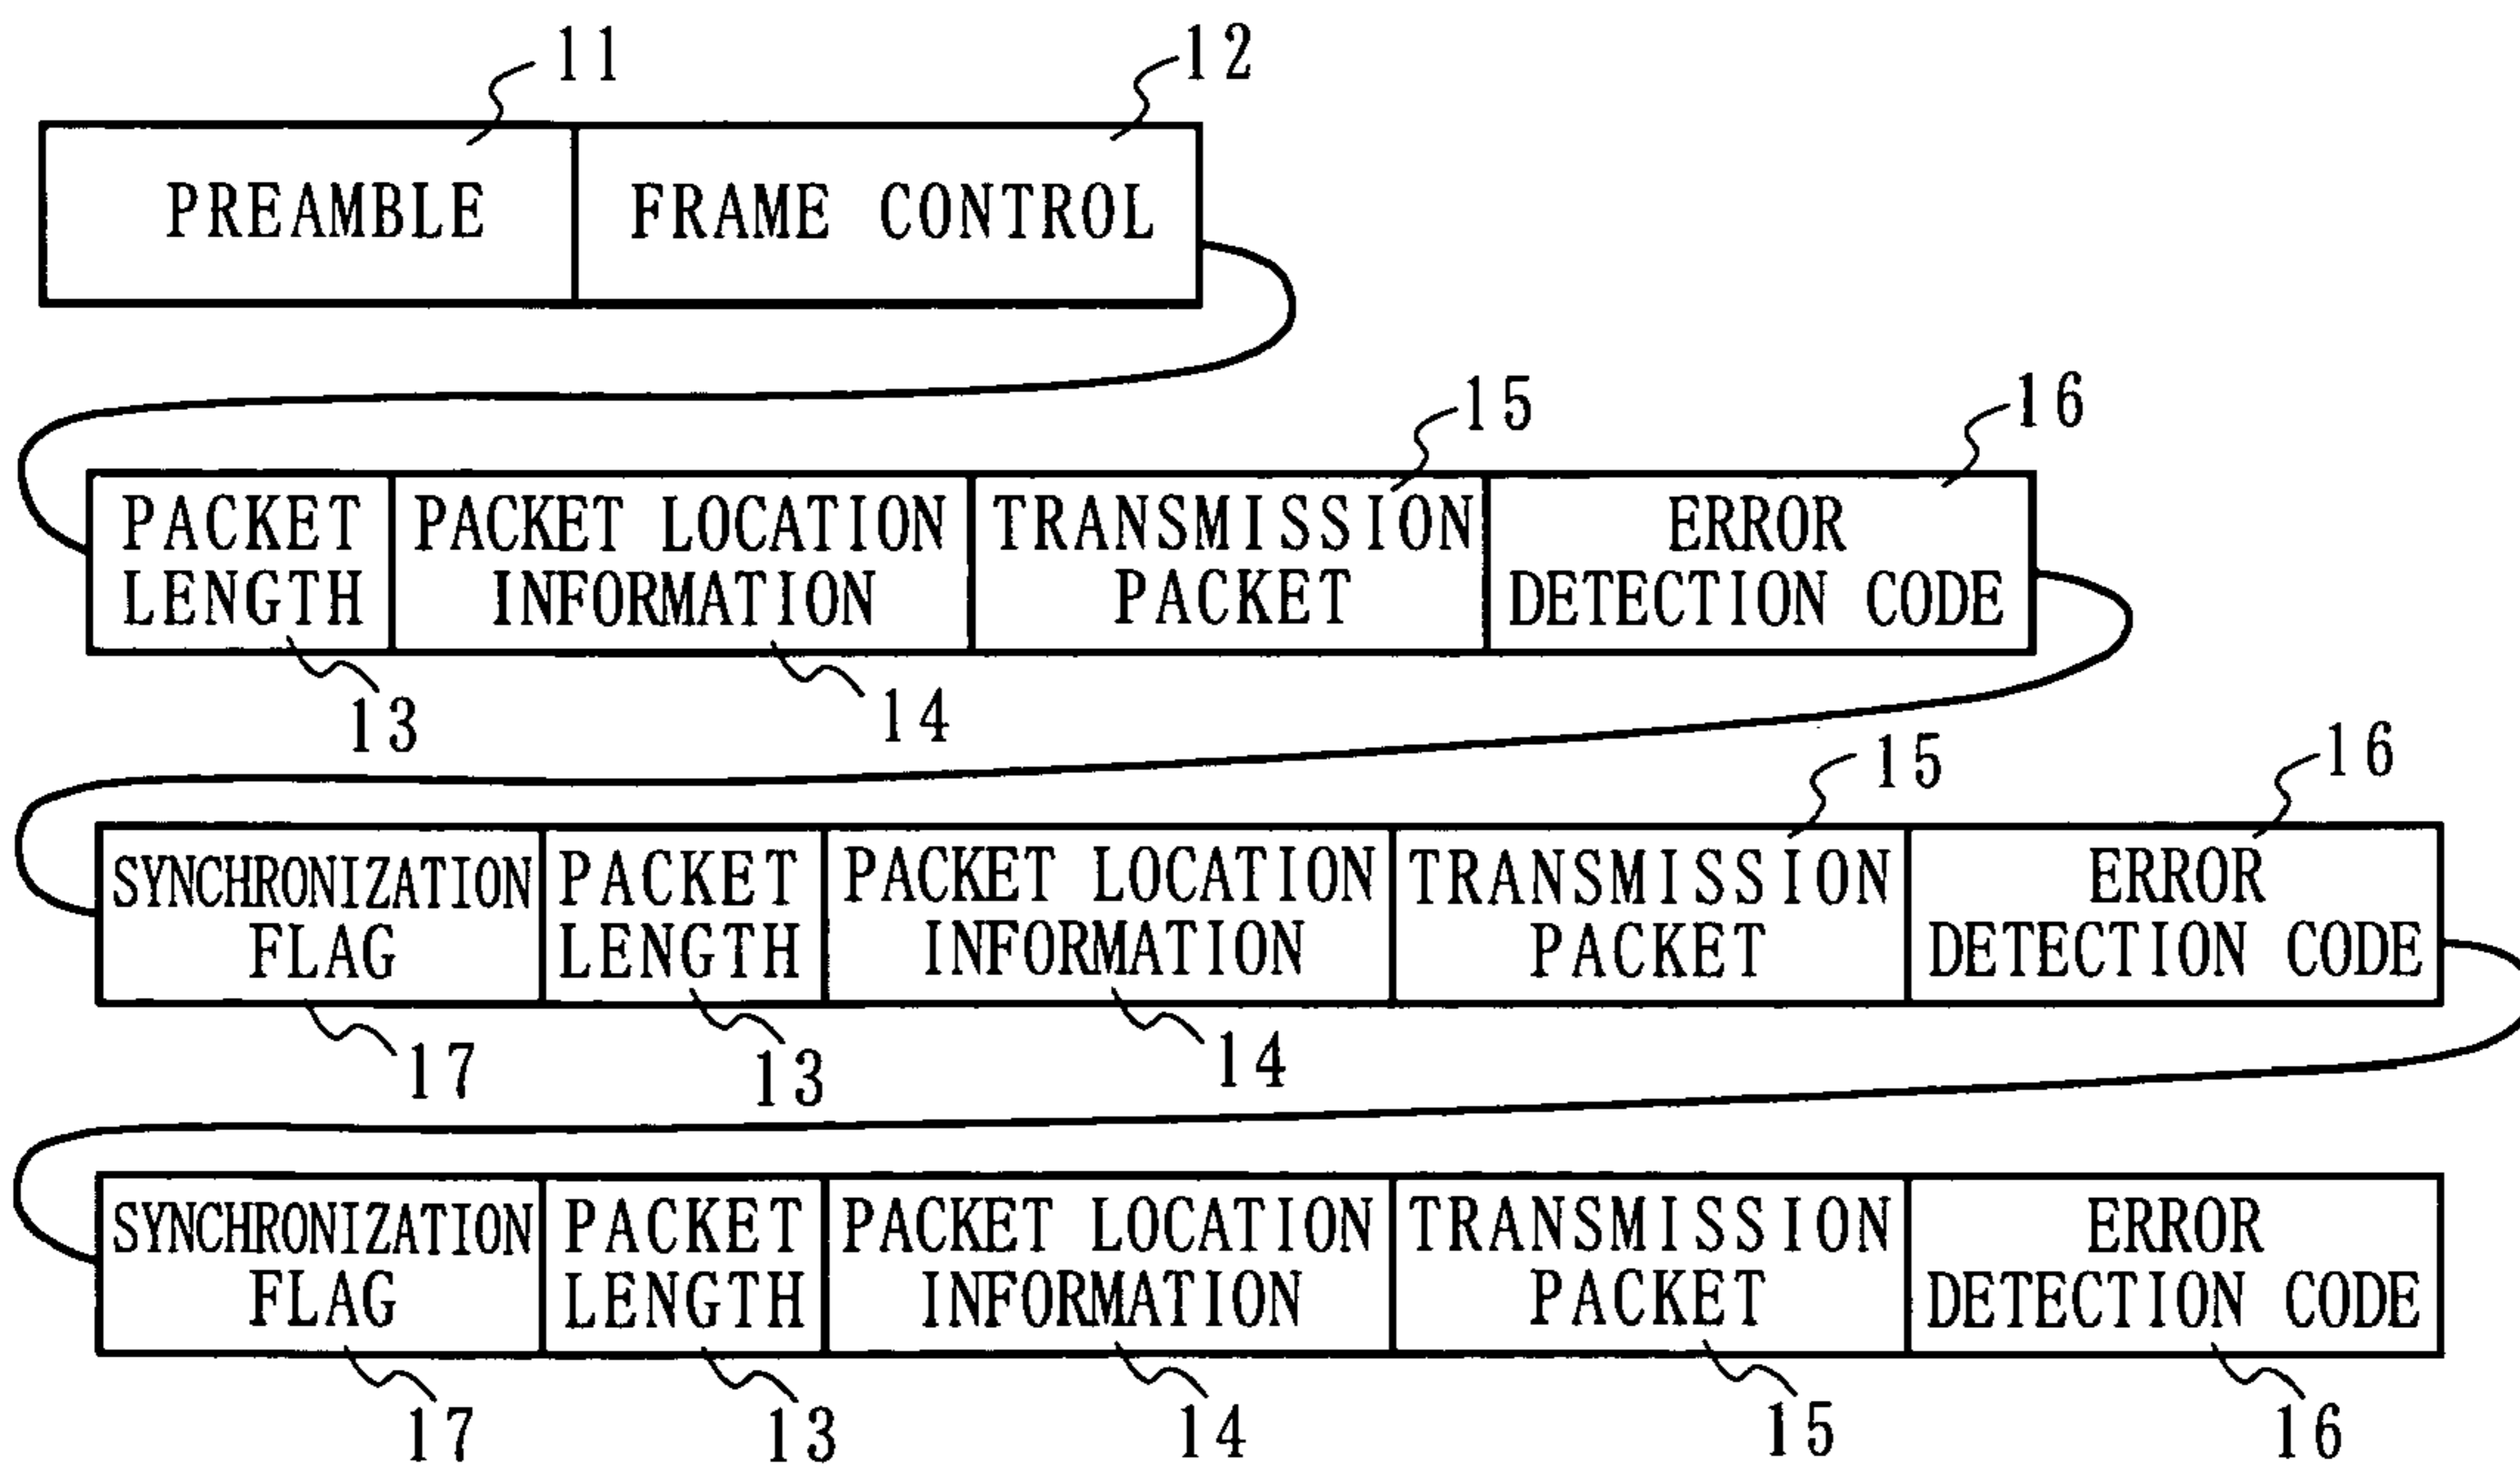 11 12
PREAMBLE FRAME CONTROL
15 16
PACKET PACKET LOCATION TRANSMISSION ERROR
LENGTH INFORMATION PACKET DETECTION CODE
13 14
15 16
SYNCHRONIZATION PACKET PACKET LOCATION TRANSMISSION ERROR
FLAG LENGTH INFORMATION PACKET DETECTION CODE
17 13 14
SYNCHRONIZATION PACKET PACKET LOCATION TRANSMISSION ERROR
FLAG LENGTH INFORMATION PACKET DETECTION CODE
17 13 14 15 16